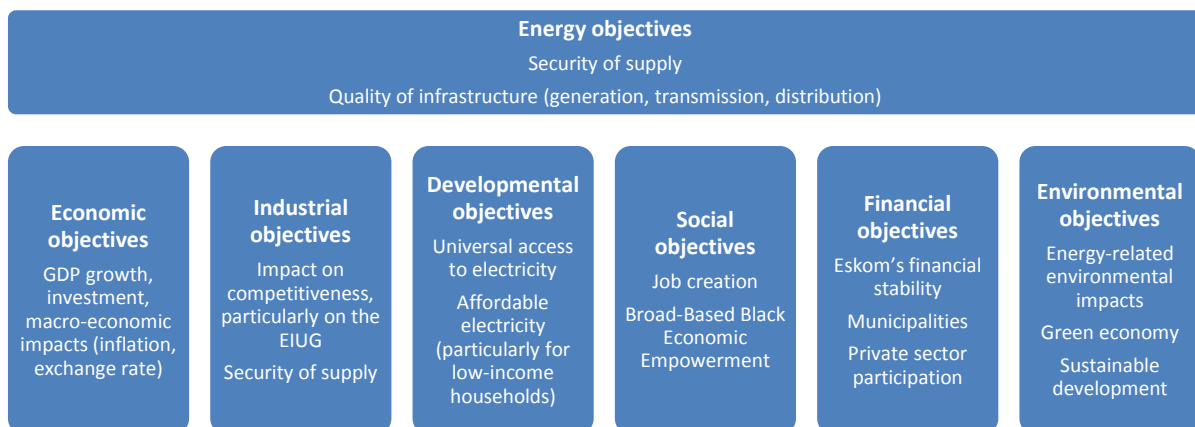 Energy objectives
Security of supply
Quality of infrastructure (generation, transmission, distribution)
Economic
objectives
GDP growth,
investment,
macro-economic
impacts (inflation,
exchange rate)
Industrial
objectives
Impact on
competitiveness,
particularly on the
EIUG
Security of supply
Developmental
objectives
Universal access
to electricity
Affordable
electricity
(particularly for
low-income
households)
Social
objectives
Job creation
Broad-Based Black
Economic
Empowerment
Financial
objectives
Eskom’s financial
stability
Municipalities
Private sector
participation
Environmental
objectives
Energy-related
environmental
impacts
Green economy
Sustainable
development